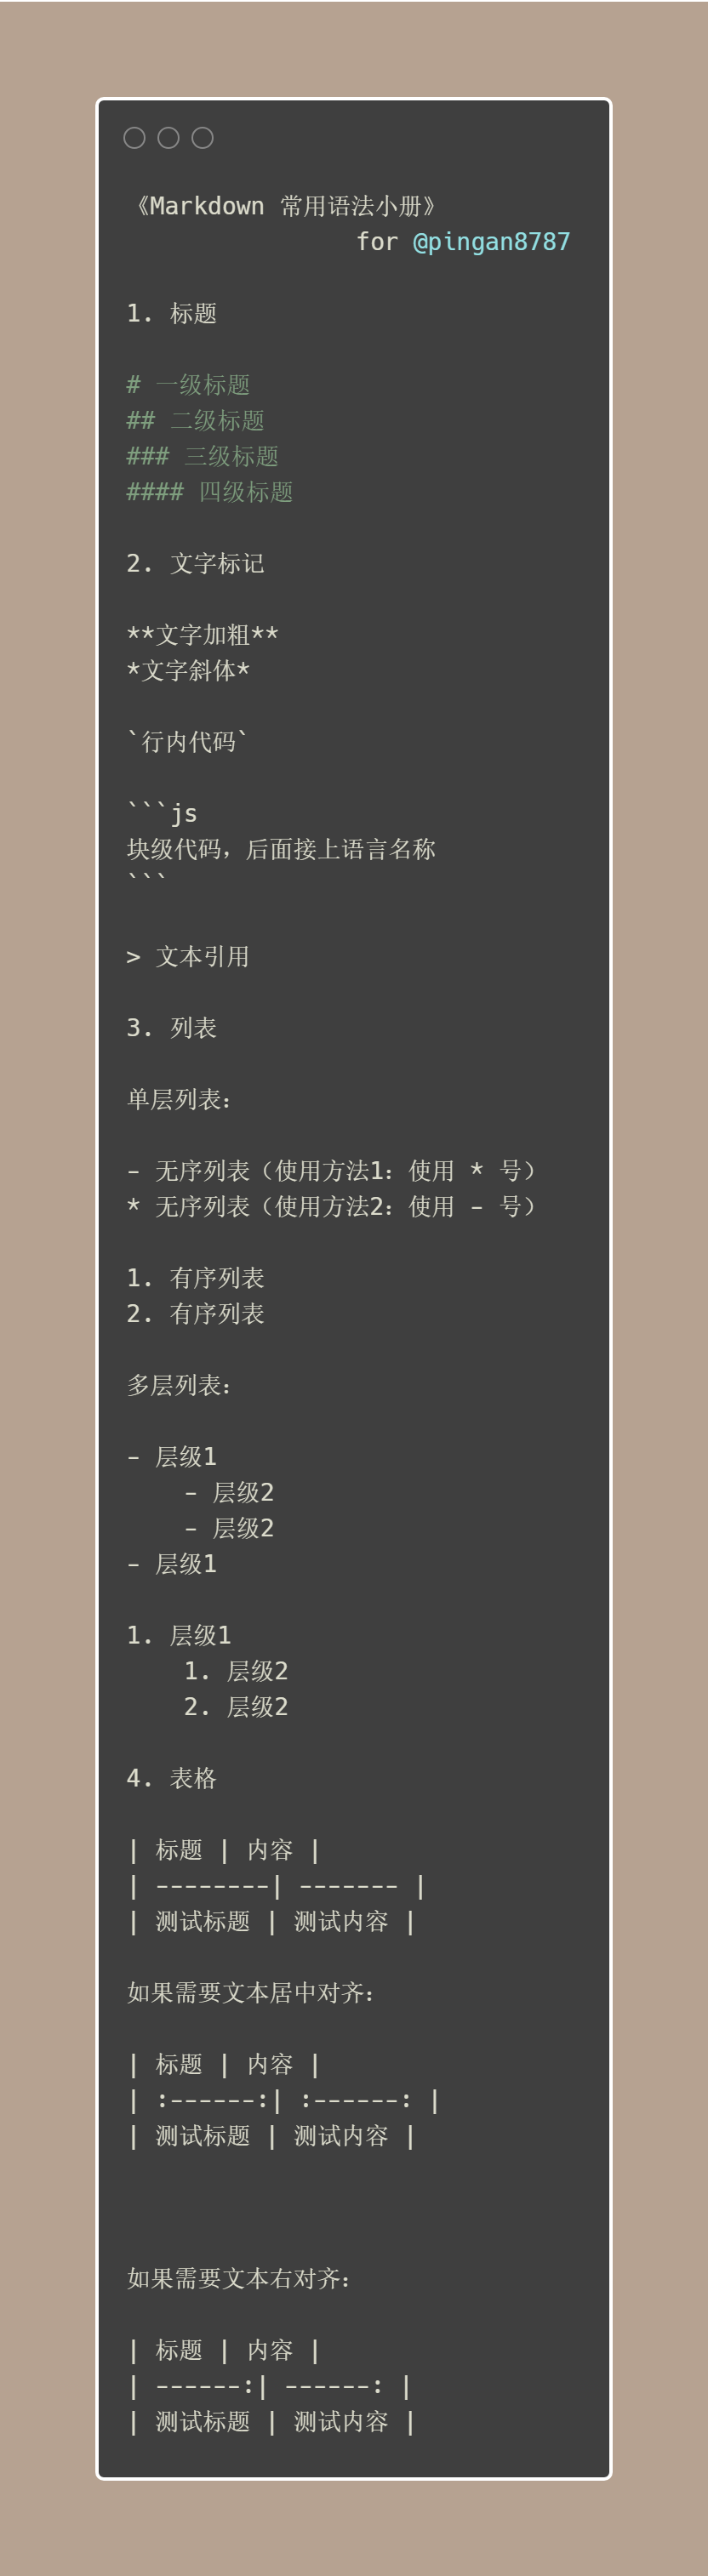 《Markdown 常用语法小册》
for @pingan8787
1. 标题
# 一级标题
## 二级标题
### 三级标题
#### 四级标题
2. 文字标记
**文字加粗**
*文字斜体*
`行内代码`
```js
块级代码，后面接上语言名称
```
> 文本引用
3. 列表
单层列表：
- 无序列表（使用方法1：使用 * 号）
* 无序列表（使用方法2：使用 - 号）
1. 有序列表
2. 有序列表
多层列表：
- 层级1
    - 层级2
    - 层级2
- 层级1
1. 层级1
    1. 层级2
    2. 层级2
4. 表格
| 标题 | 内容 |
| --------| ------- |
| 测试标题 | 测试内容 |
如果需要文本居中对齐：
| 标题 | 内容 |
| :------:| :------: |
| 测试标题 | 测试内容 |
如果需要文本右对齐：
| 标题 | 内容 |
| ------:| ------: |
| 测试标题 | 测试内容 |